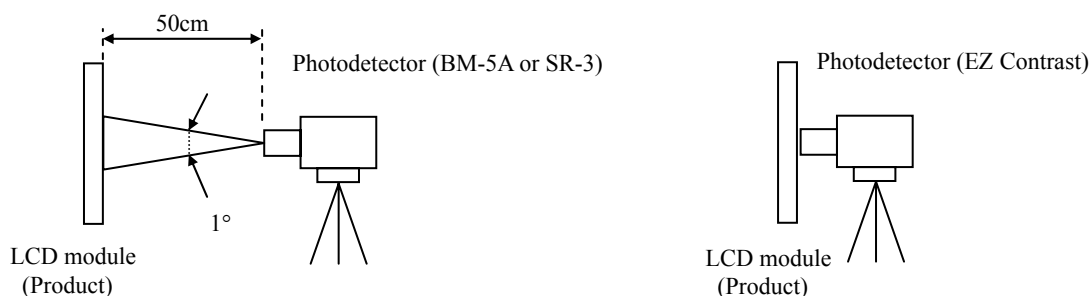 50cm
Photodetector (BM-5A or SR-3)
1°
LCD module
(Product)
Photodetector (EZ Contrast)
LCD module
(Product)